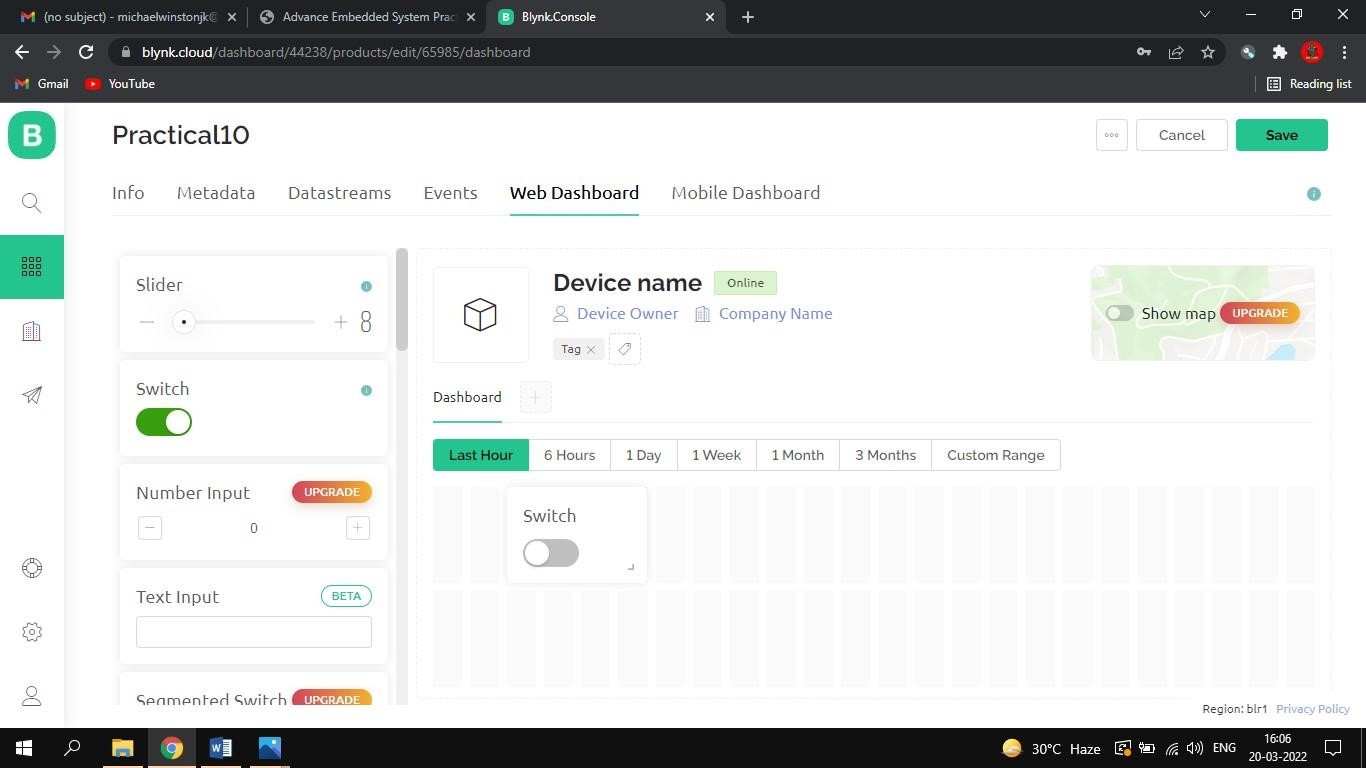 (no subject) - michaelwinstonjk@
Advance Embedded System Pract
B Blynk.Console
blynk.cloud/dashboard/44238/products/edit/65985/dashboard
Gmail YouTube Reading list
B
Practical10
Cancel Save
Info Metadata Datastreams Events Web Dashboard Mobile Dashboard
Slider
8
Switch
Number Input UPGRADE
0
Text Input BETA
Segmented Switch UPGRADE
Device name Online
Device Owner Company Name
Tag
Show map UPGRADE
Dashboard
Last Hour 6 Hours 1 Day 1 Week 1 Month 3 Months Custom Range
Switch
Region: blr1 Privacy Policy
30°C Haze ENG 16:06
20-03-2022